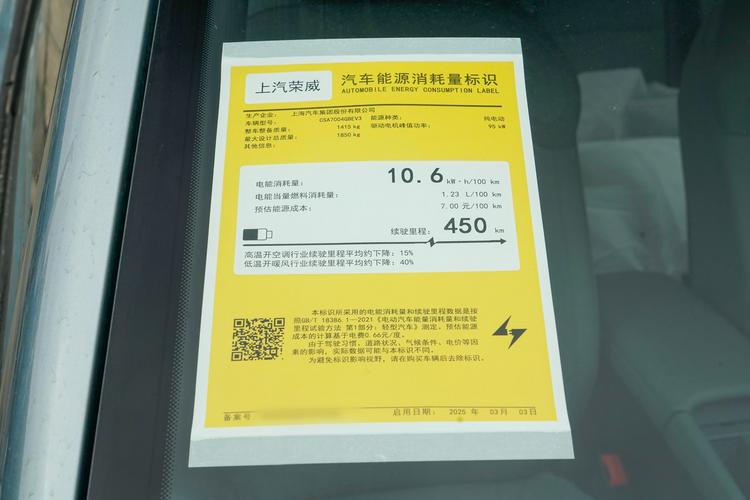 上汽荣威
汽车能源消耗量标识
AUTOMOBILE ENERGY CONSUMPTION LABEL
生产企业: 上海汽车集团股份有限公司
车辆型号: CSA7004GBEV3 能源种类: 纯电动
整车整备质量: 1415 kg 驱动电机峰值功率: 95 kW
最大设计总质量: 1850 kg
其他信息:
电能消耗量: 10.6 kW·h/100 km
电能当量燃料消耗量: 1.23 L/100 km
预估能源成本: 7.00 元/100 km
续驶里程: 450 km
高温开空调行业续驶里程平均约下降: 15%
低温开暖风行业续驶里程平均约下降: 40%
本标识所采用的电能消耗量和续驶里程数据是按
照GB/T 18386.1—2021《电动汽车能量消耗量和续驶
里程试验方法 第1部分: 轻型汽车》测定。预估能源
成本的计算基于电费0.66元/度。
由于驾驶习惯、道路状况、气候条件、电价等因
素的影响, 实际数据可能与本标识不同。
为避免标识影响视野, 请在购买车辆后去除标识。
备案号
启用日期: 2025 年 03月 03日